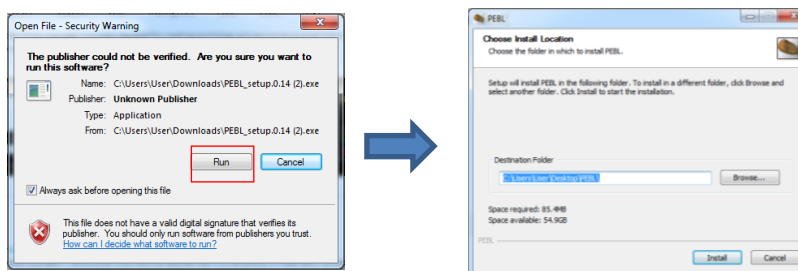 Open File - Security Warning
The publisher could not be verified. Are you sure you want to
run this software?
Name: C:\Users\User\Downloads\PEBL_setup.0.14 (2).exe
Publisher: Unknown Publisher
Type: Application
From: C:\Users\User\Downloads\PEBL_setup.0.14 (2).exe
Run
Cancel
Always ask before opening this file
This file does not have a valid digital signature that verifies its
publisher. You should only run software from publishers you trust.
How can I decide what software to run?
PEBL
Choose Install Location
Choose the folder in which to install PEBL.
Setup will install PEBL in the following folder. To install in a different folder, click Browse and
select another folder. Click Install to start the installation.
Destination Folder
C:\Users\User\Desktop\PEBL\
Browse...
Space required: 85.4MB
Space available: 54.9GB
PEBL
Install
Cancel